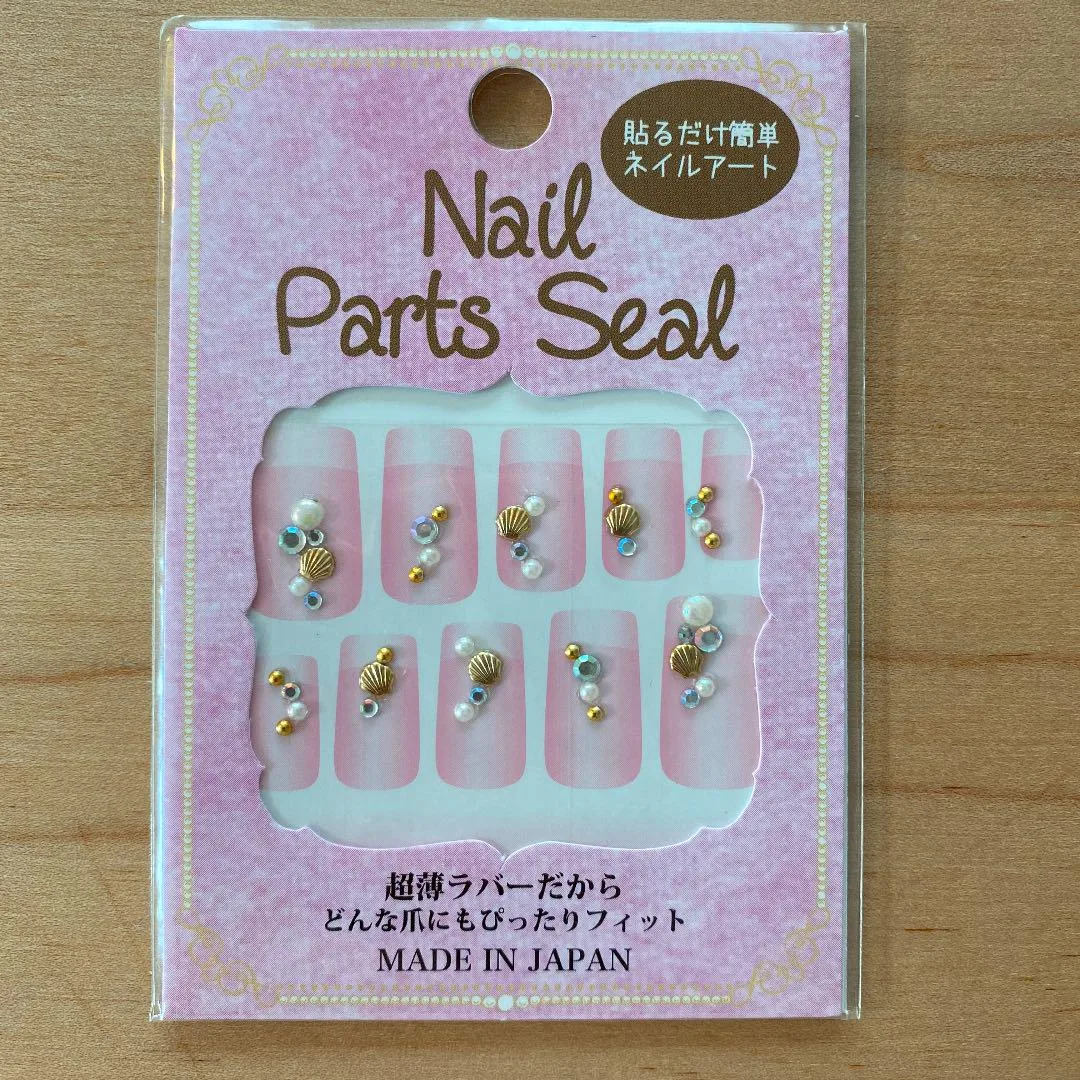 貼るだけ簡単
ネイルアート
Nail
Parts Seal
超薄ラバーだから
どんな爪にもぴったりフィット
MADE IN JAPAN